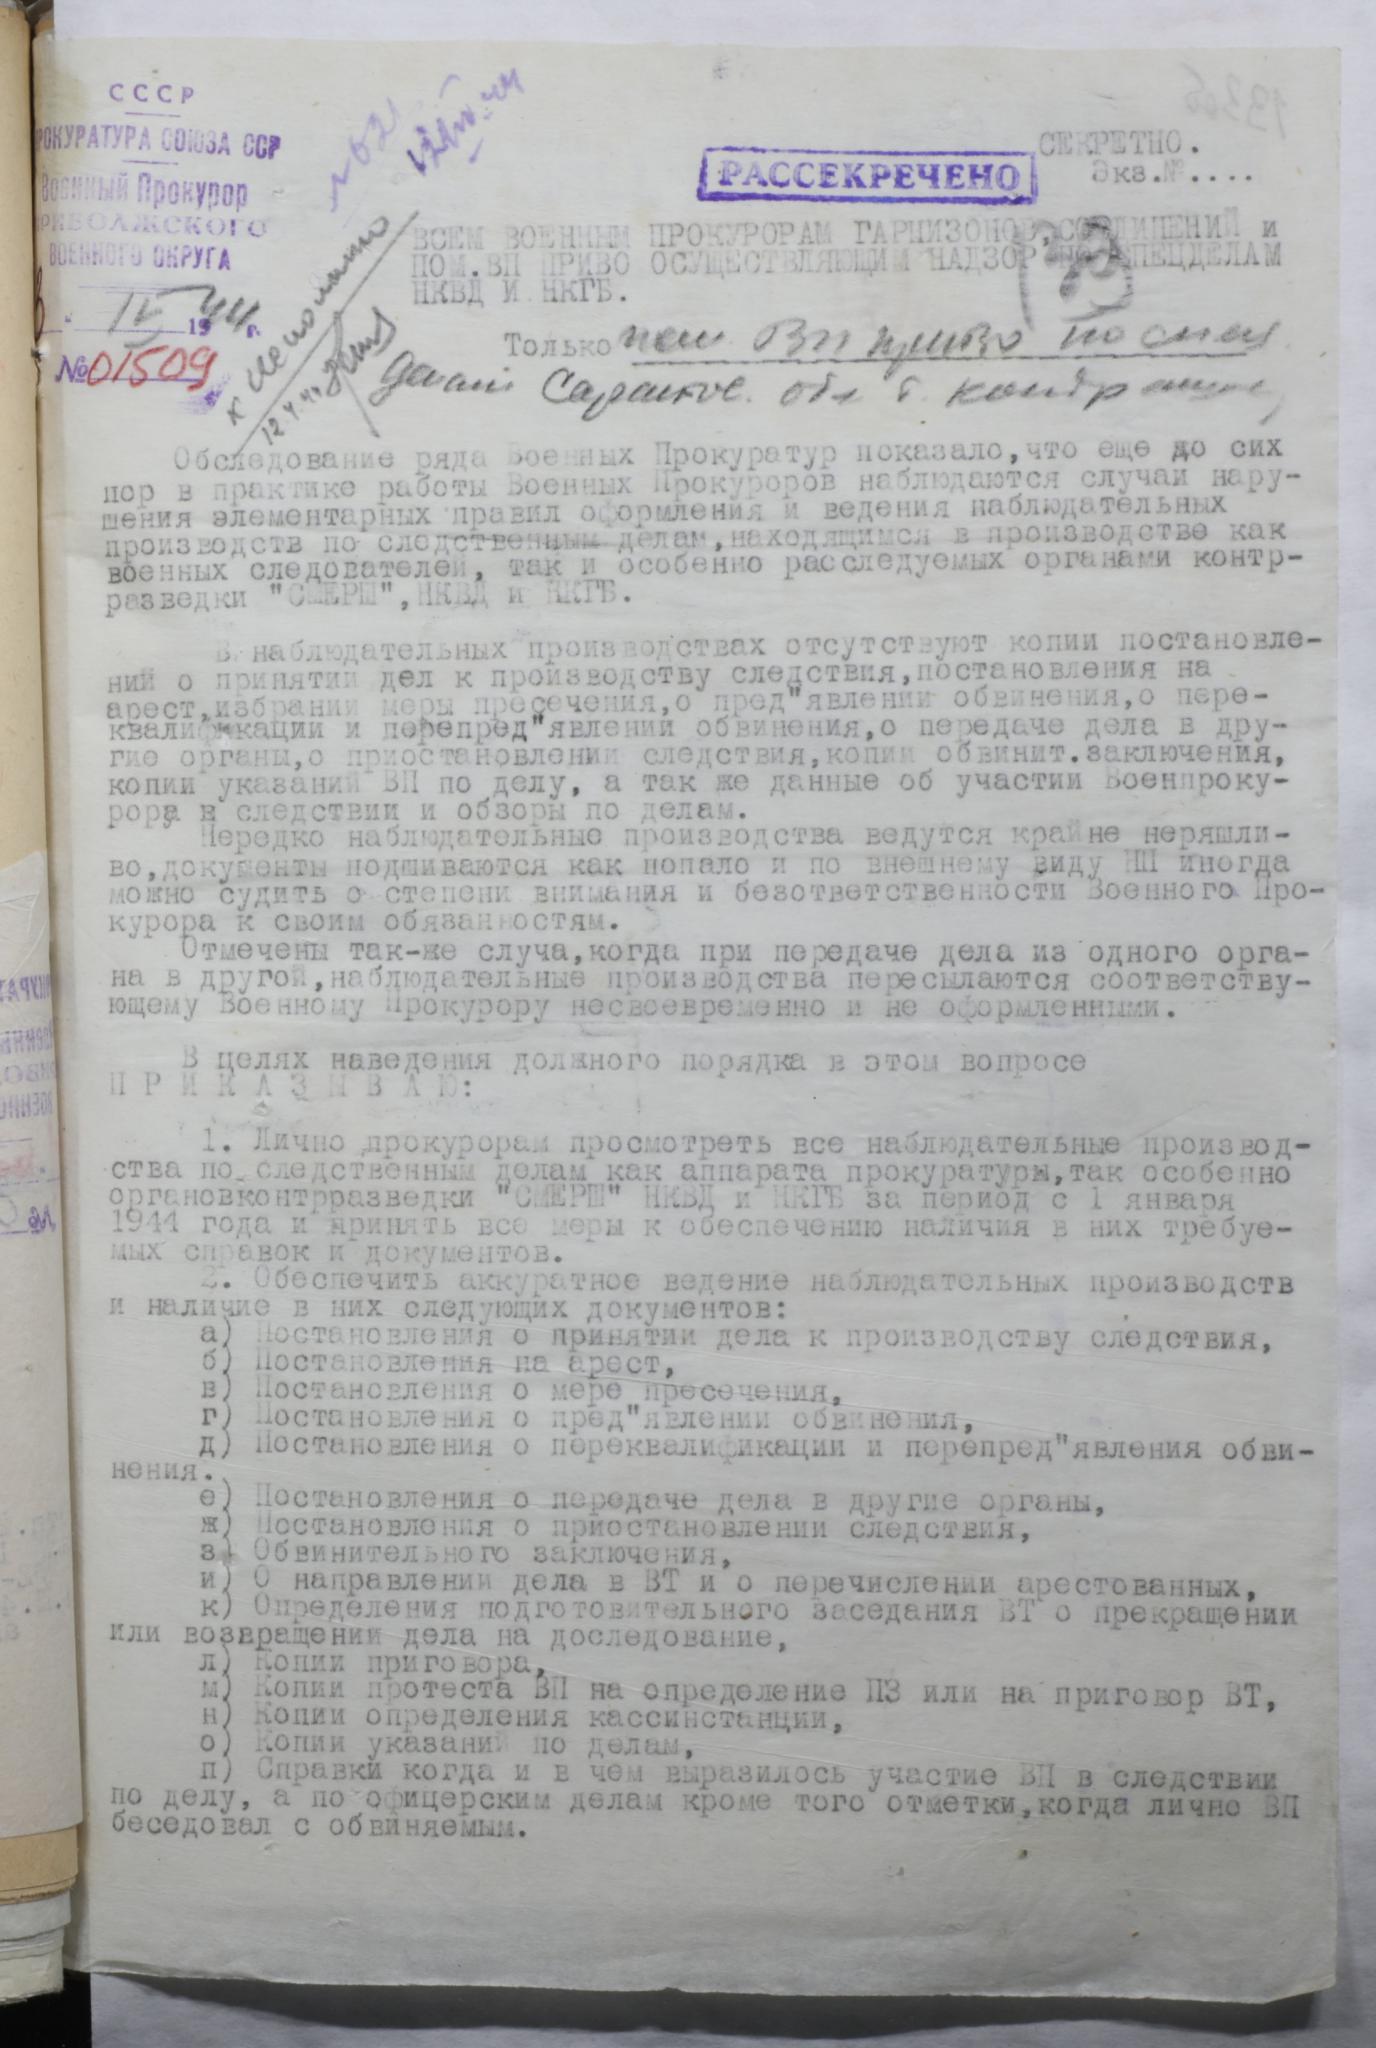 СССР
ПРОКУРАТУРА СОЮЗА ССР
Военный Прокурор
ПРИВОЛЖСКОГО
ВОЕННОГО ОКРУГА
IV 1944 г.
№ 01509
к исполнению
12.4.44
СЕКРЕТНО.
Экз.№....
РАССЕКРЕЧЕНО
ВСЕМ ВОЕННЫМ ПРОКУРОРАМ ГАРНИЗОНОВ,СОЕДИНЕНИЙ и
ПОМ.ВП ПРИВО ОСУЩЕСТВЛЯЮЩИМ НАДЗОР ПО СПЕЦДЕЛАМ
НКВД И НКГБ.
Только пом. ВП приво по спец
делам Саратовс. обл т.
Обследование ряда Военных Прокуратур показало,что еще до сих
пор в практике работы Военных Прокуроров наблюдаются случаи нару-
шения элементарных правил оформления и ведения наблюдательных
производств по следственным делам,находящимся в производстве как
военных следователей, так и особенно расследуемых органами контр-
разведки "СМЕРШ",НКВД и НКГБ.
В наблюдательных производствах отсутствуют копии постановле-
ний о принятии дел к производству следствия,постановления на
арест,избрании меры пресечения,о пред"явлении обвинения,о пере-
квалификации и перепред"явлении обвинения,о передаче дела в дру-
гие органы,о приостановлении следствия,копии обвинит.заключения,
копии указаний ВП по делу, а так же данные об участии Военпроку-
рора в следствии и обзоры по делам.
Нередко наблюдательные производства ведутся крайне неряшли-
во,документы подшиваются как попало и по внешнему виду НП иногда
можно судить о степени внимания и безответственности Военного Про-
курора к своим обязанностям.
Отмечены так-же случа,когда при передаче дела из одного орга-
на в другой,наблюдательные производства пересылаются соответству-
ющему Военному Прокурору несвоевременно и не оформленными.
В целях наведения должного порядка в этом вопросе
П Р И К А З Ы В А Ю:
1. Лично прокурорам просмотреть все наблюдательные производ-
ства по следственным делам как аппарата прокуратуры,так особенно
органовконтрразведки "СМЕРШ" НКВД и НКГБ за период с 1 января
1944 года и принять все меры к обеспечению наличия в них требуе-
мых справок и документов.
2. Обеспечить аккуратное ведение наблюдательных производств
и наличие в них следующих документов:
а) Постановления о принятии дела к производству следствия,
б) Постановления на арест,
в) Постановления о мере пресечения,
г) Постановления о пред"явлении обвинения,
д) Постановления о переквалификации и перепред"явления обви-
нения.
е) Постановления о передаче дела в другие органы,
ж) Постановления о приостановлении следствия,
з) Обвинительного заключения,
и) О направлении дела в ВТ и о перечислении арестованных,
к) Определения подготовительного заседания ВТ о прекращении
или возвращении дела на доследование,
л) Копии приговора,
м) Копии протеста ВП на определение ПЗ или на приговор ВТ,
н) Копии определения кассинстанции,
о) Копии указаний по делам,
п) Справки когда и в чем выразилось участие ВП в следствии
по делу, а по офицерским делам кроме того отметки,когда лично ВП
беседовал с обвиняемым.